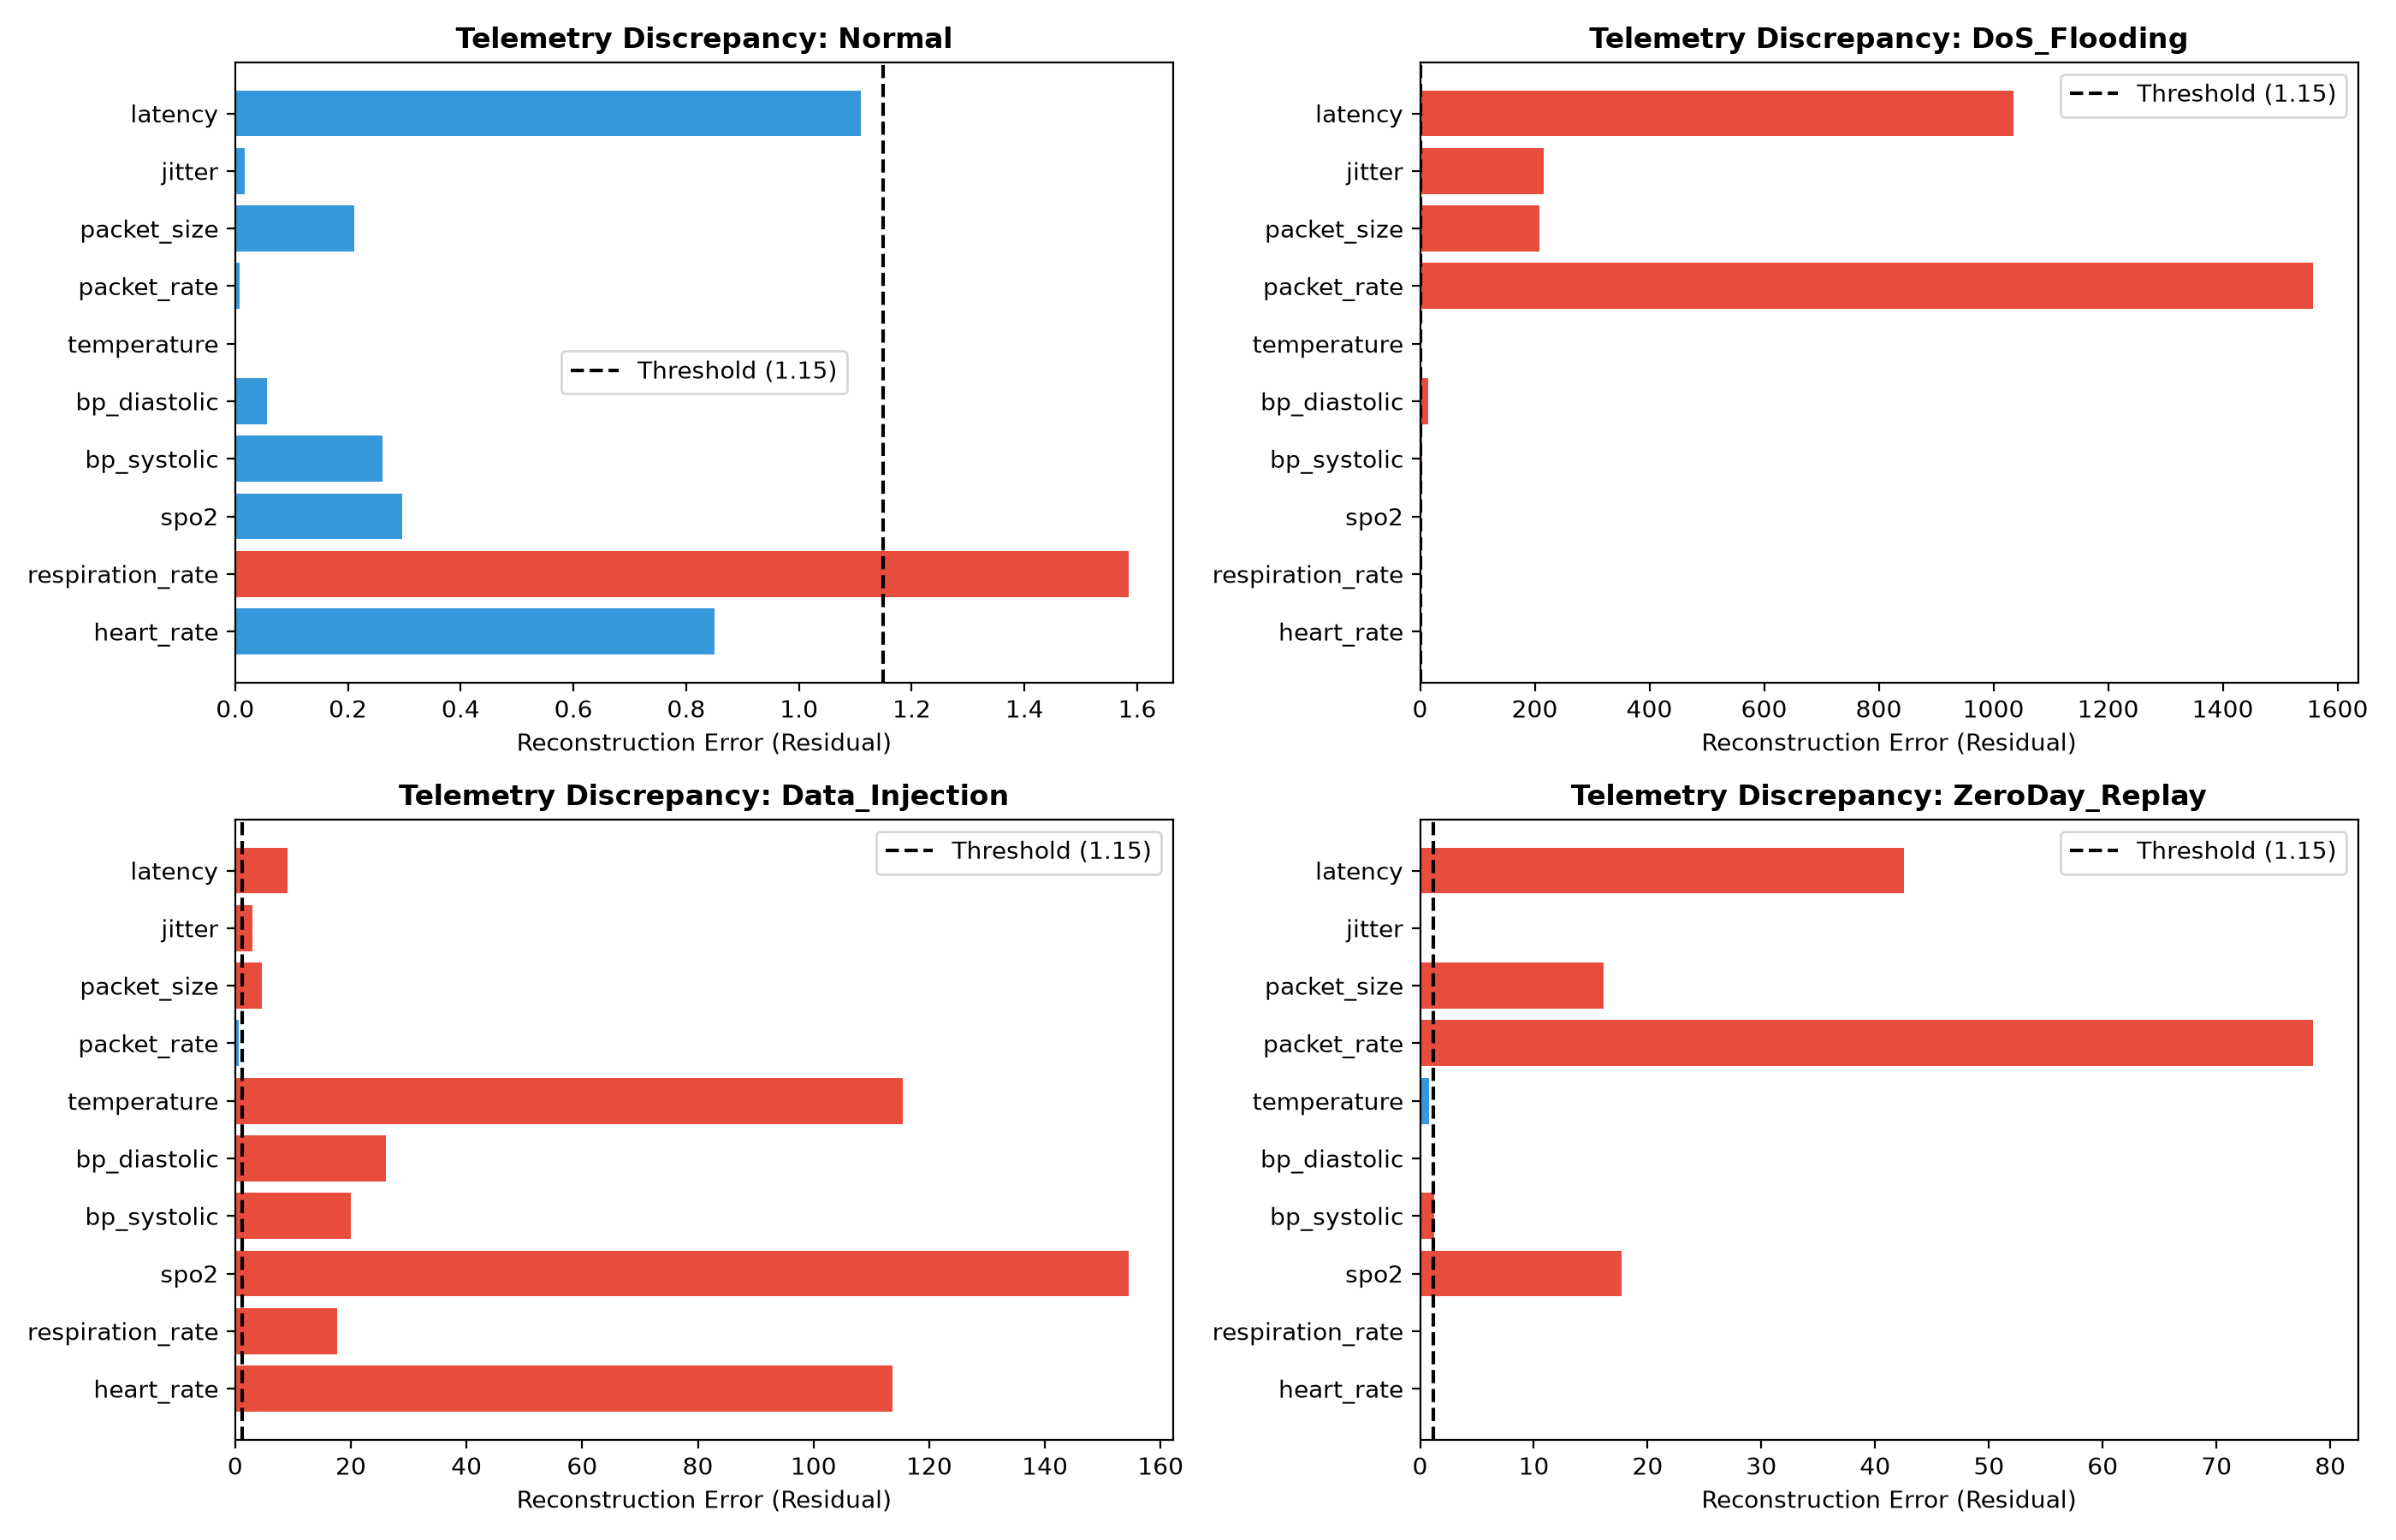 Telemetry Discrepancy: Normal
latency
jitter
packet_size
packet_rate
temperature
bp_diastolic
bp_systolic
spo2
respiration_rate
heart_rate
Threshold (1.15)
0.0 0.2 0.4 0.6 0.8 1.0 1.2 1.4 1.6
Reconstruction Error (Residual)
Telemetry Discrepancy: DoS_Flooding
Threshold (1.15)
latency
jitter
packet_size
packet_rate
temperature
bp_diastolic
bp_systolic
spo2
respiration_rate
heart_rate
0 200 400 600 800 1000 1200 1400 1600
Reconstruction Error (Residual)
Telemetry Discrepancy: Data_Injection
Threshold (1.15)
latency
jitter
packet_size
packet_rate
temperature
bp_diastolic
bp_systolic
spo2
respiration_rate
heart_rate
0 20 40 60 80 100 120 140 160
Reconstruction Error (Residual)
Telemetry Discrepancy: ZeroDay_Replay
Threshold (1.15)
latency
jitter
packet_size
packet_rate
temperature
bp_diastolic
bp_systolic
spo2
respiration_rate
heart_rate
0 10 20 30 40 50 60 70 80
Reconstruction Error (Residual)